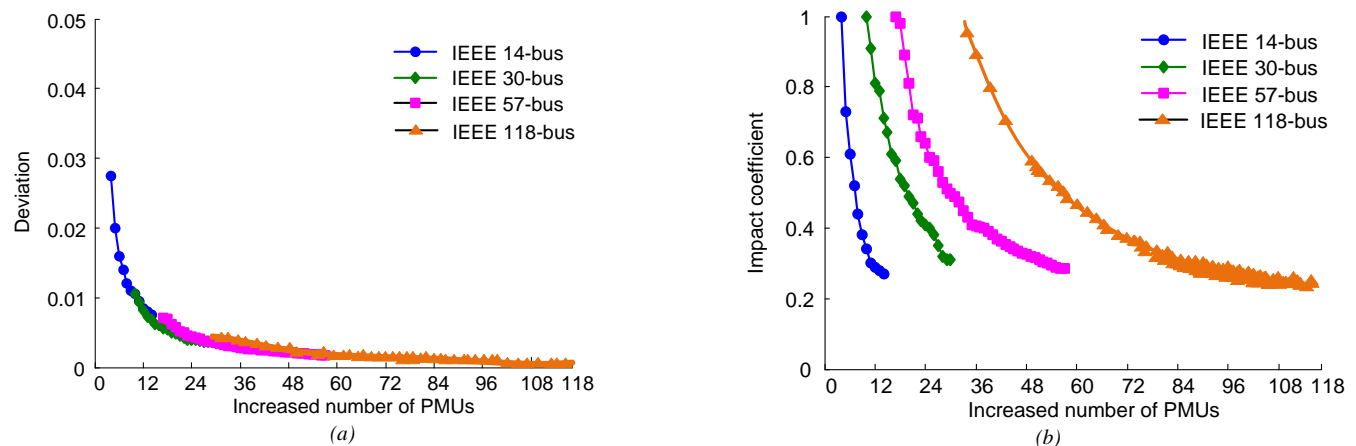 0.05
0.04
0.03
0.02
0.01
0
Deviation
IEEE 14-bus
IEEE 30-bus
IEEE 57-bus
IEEE 118-bus
0 12 24 36 48 60 72 84 96 108 118
Increased number of PMUs
(a)
1
0.8
0.6
0.4
0.2
0
Impact coefficient
IEEE 14-bus
IEEE 30-bus
IEEE 57-bus
IEEE 118-bus
0 12 24 36 48 60 72 84 96 108 118
Increased number of PMUs
(b)